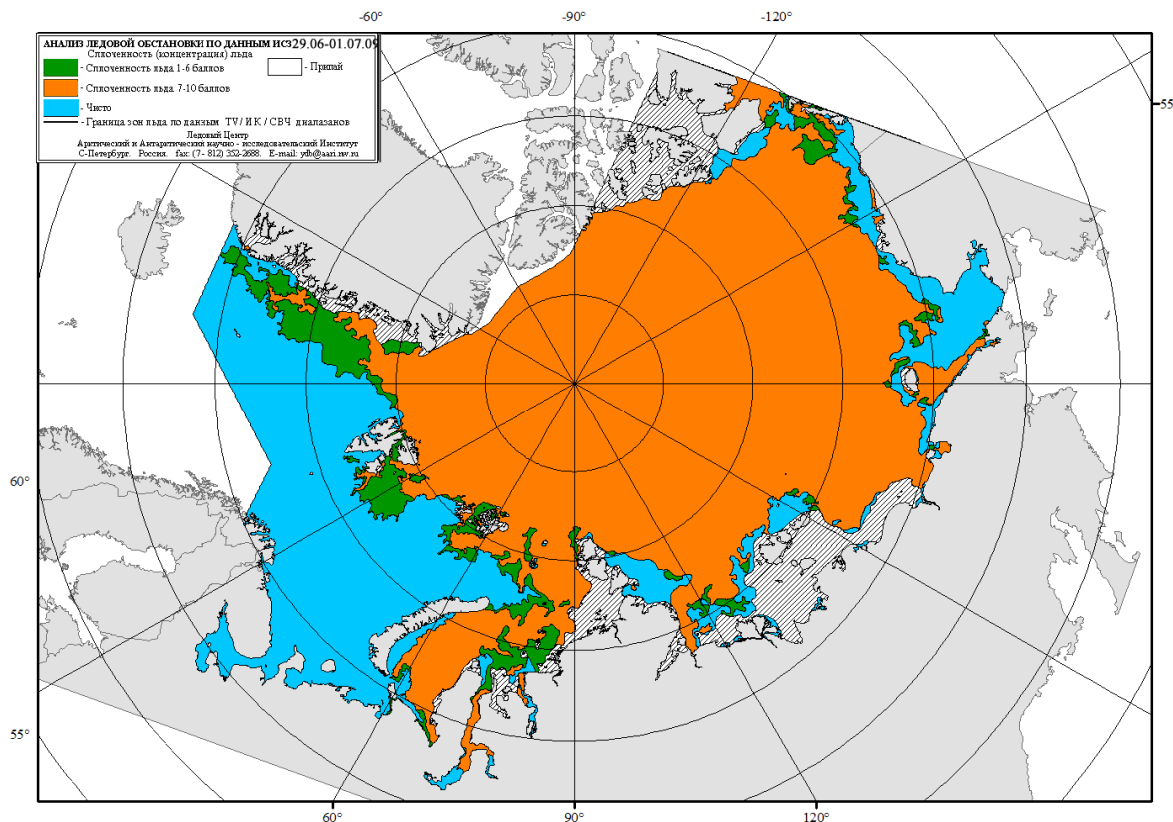 -60° -90° -120°
АНАЛИЗ ЛЕДОВОЙ ОБСТАНОВКИ ПО ДАННЫМ ИСЗ29.06-01.07.09
Сплоченность (концентрация) льда
- Сплоченность льда 1-6 баллов - Припай
- Сплоченность льда 7-10 баллов
- Чисто
- Граница зон льда по данным TV / ИК / СВЧ диапазонов
Ледовый Центр
Арктический и Антарктический научно - исследовательский Институт
С-Петербург. Россия. fax: (7 - 812) 352-2688. E-mail: ydb@aari.nw.ru
55
60°
55°
60° 90° 120°